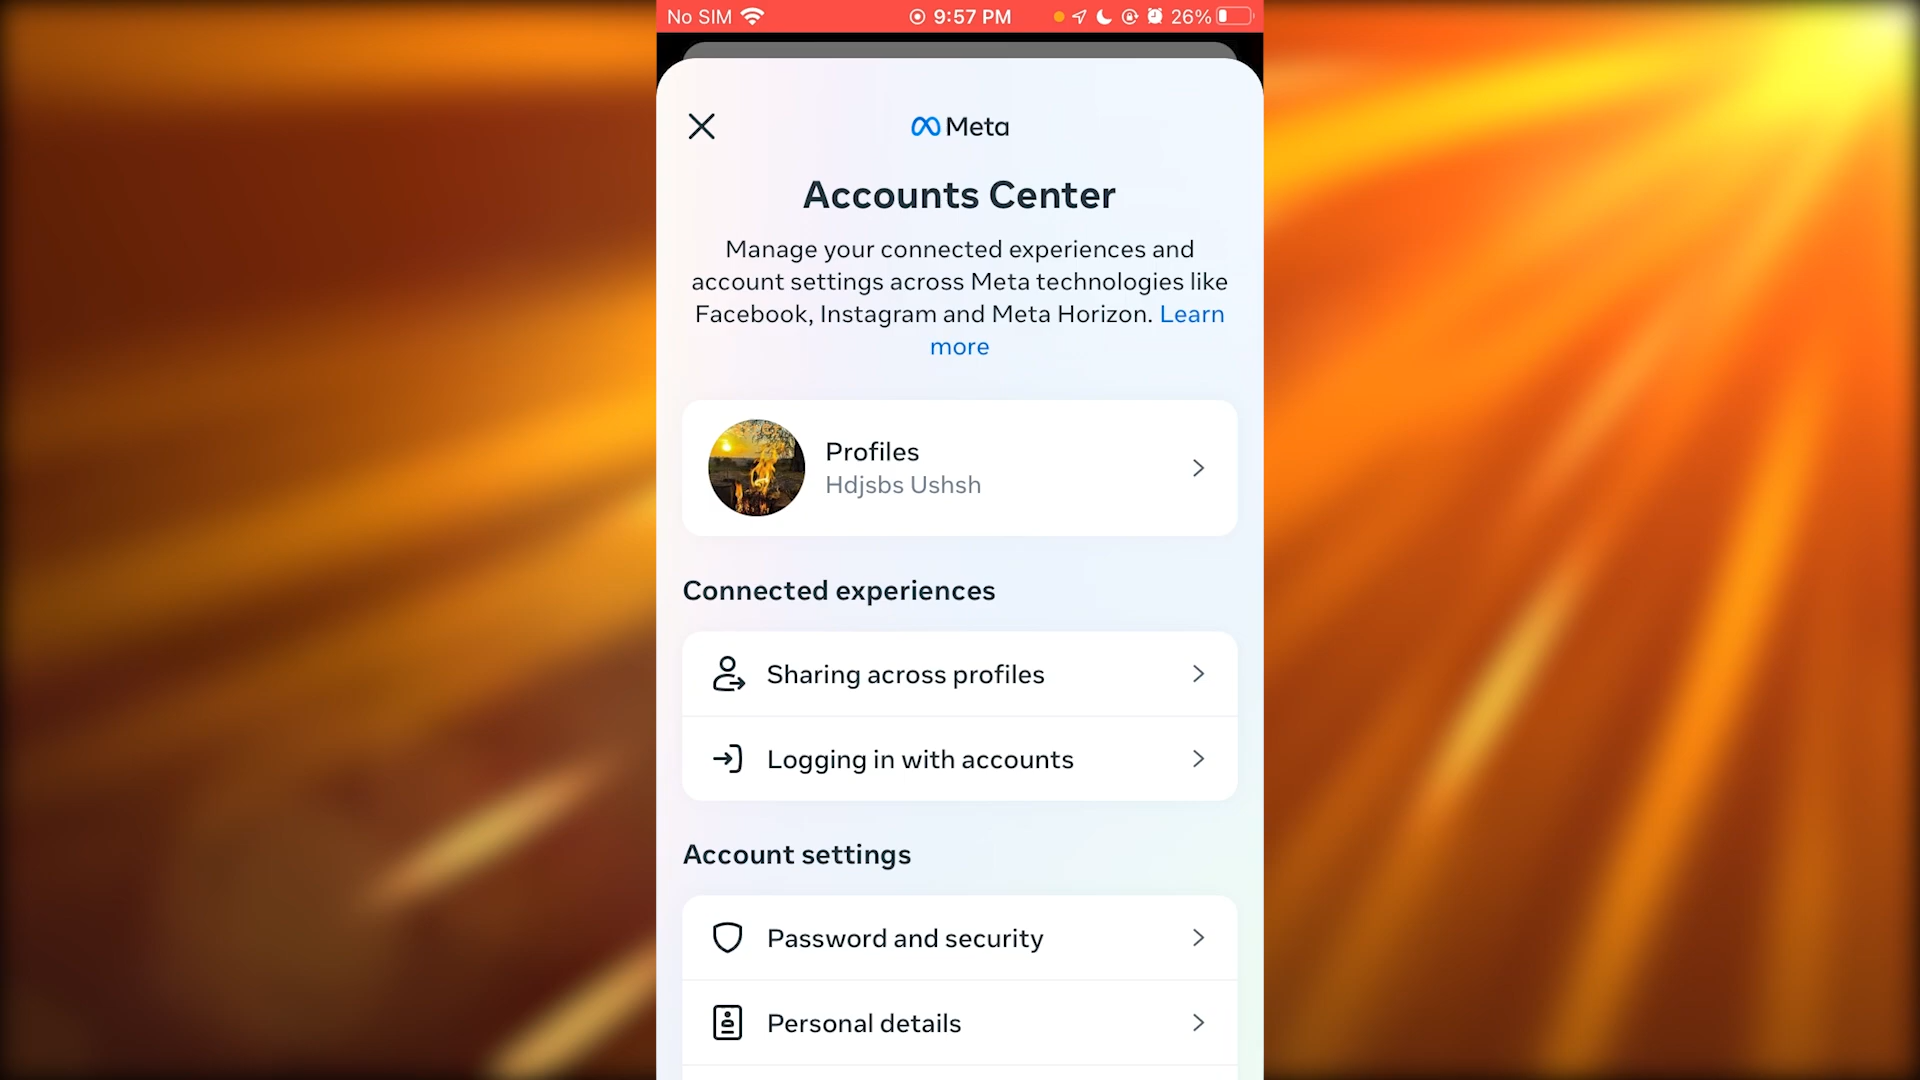 No SIM 9:57 PM 26%
Meta
Accounts Center
Manage your connected experiences and
account settings across Meta technologies like
Facebook, Instagram and Meta Horizon. Learn
more
Profiles
Hdjsbs Ushsh
Connected experiences
Sharing across profiles
Logging in with accounts
Account settings
Password and security
Personal details